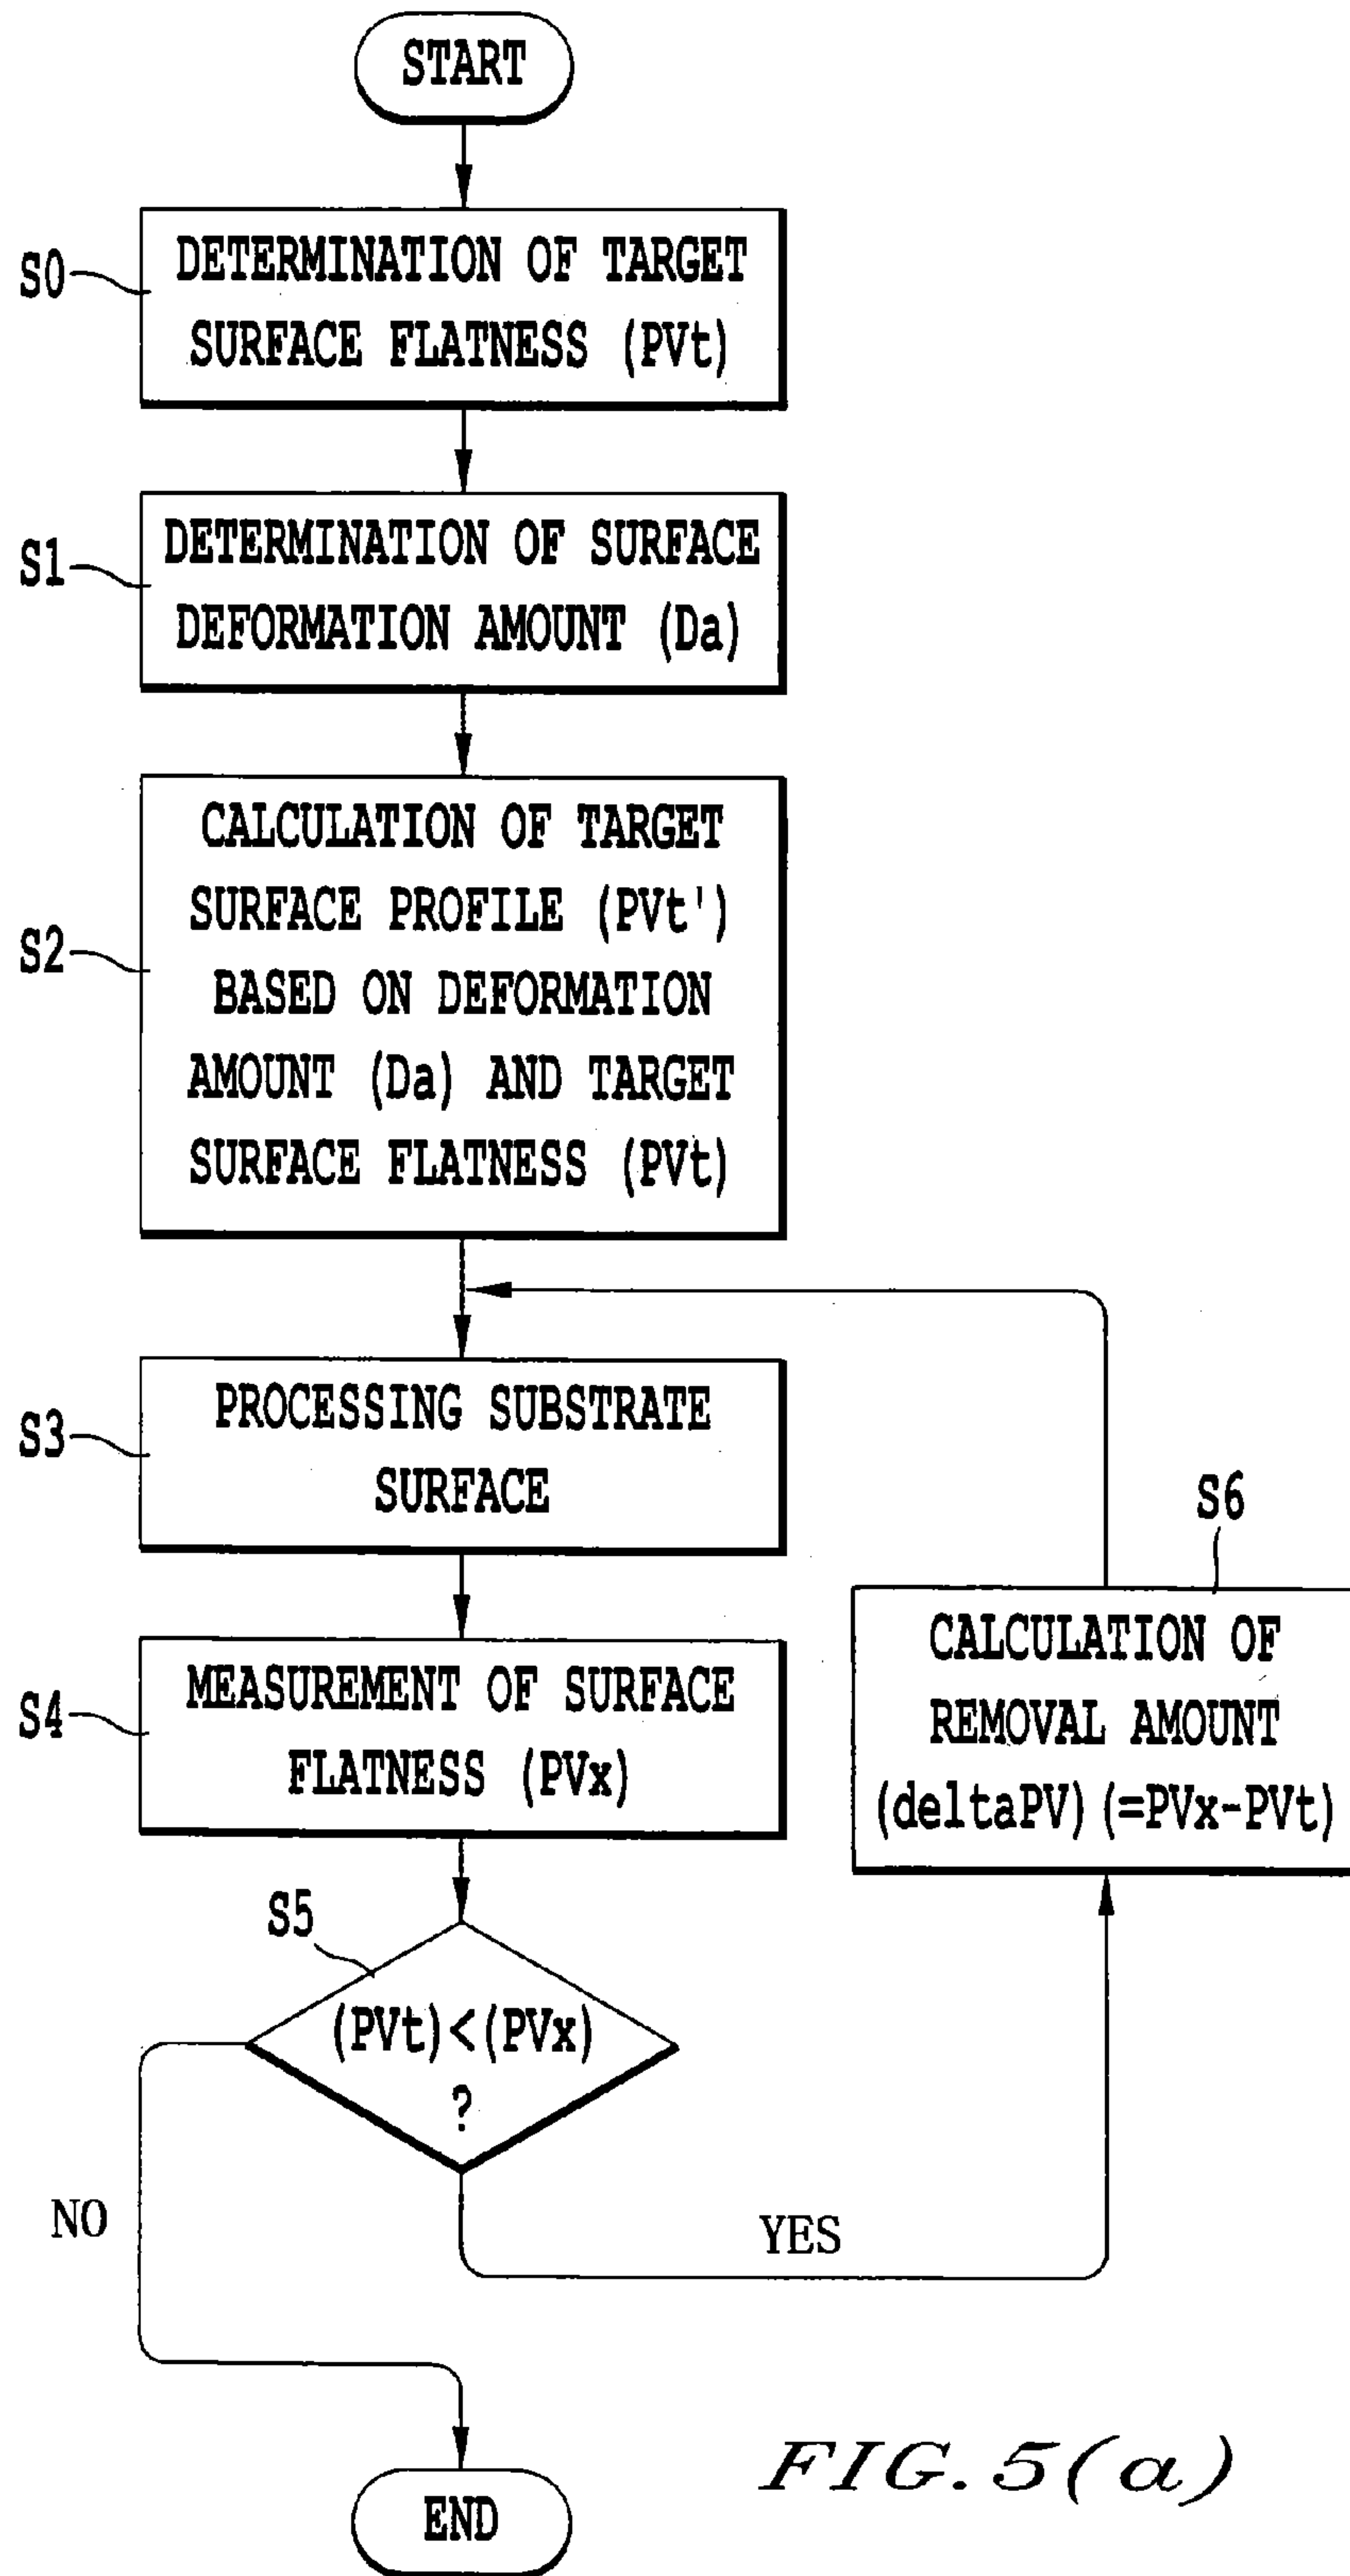 START
S0
DETERMINATION OF TARGET
SURFACE FLATNESS (PVt)
S1
DETERMINATION OF SURFACE
DEFORMATION AMOUNT (Da)
S2
CALCULATION OF TARGET
SURFACE PROFILE (PVt')
BASED ON DEFORMATION
AMOUNT (Da) AND TARGET
SURFACE FLATNESS (PVt)
S3
PROCESSING SUBSTRATE
SURFACE
S4
MEASUREMENT OF SURFACE
FLATNESS (PVx)
S6
CALCULATION OF
REMOVAL AMOUNT
(deltaPV) (=PVx-PVt)
S5
(PVt)<(PVx)
?
NO
YES
END
FIG. 5(a)